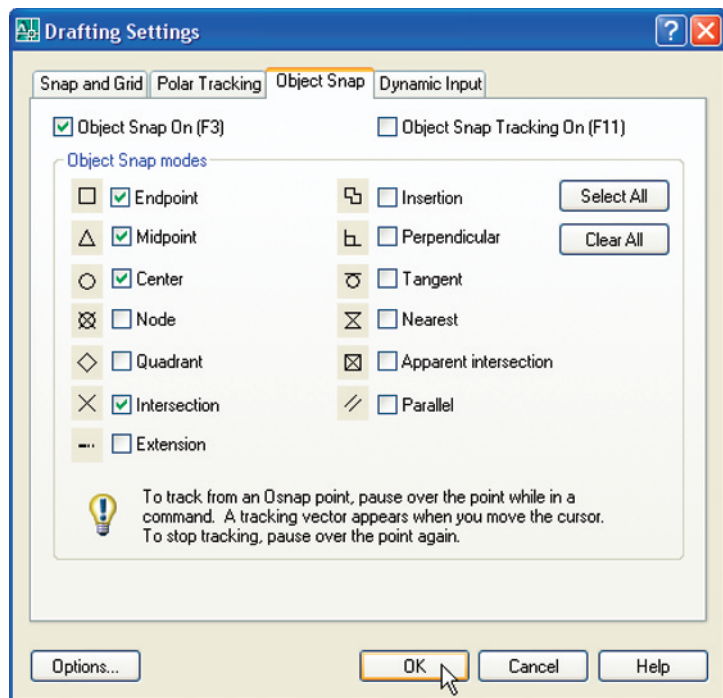 Drafting Settings
Snap and Grid Polar Tracking Object Snap Dynamic Input
Object Snap On (F3) Object Snap Tracking On (F11)
Object Snap modes
Endpoint Insertion Select All
Midpoint Perpendicular Clear All
Center Tangent
Node Nearest
Quadrant Apparent intersection
Intersection Parallel
Extension
To track from an Osnap point, pause over the point while in a
command. A tracking vector appears when you move the cursor.
To stop tracking, pause over the point again.
Options... OK Cancel Help